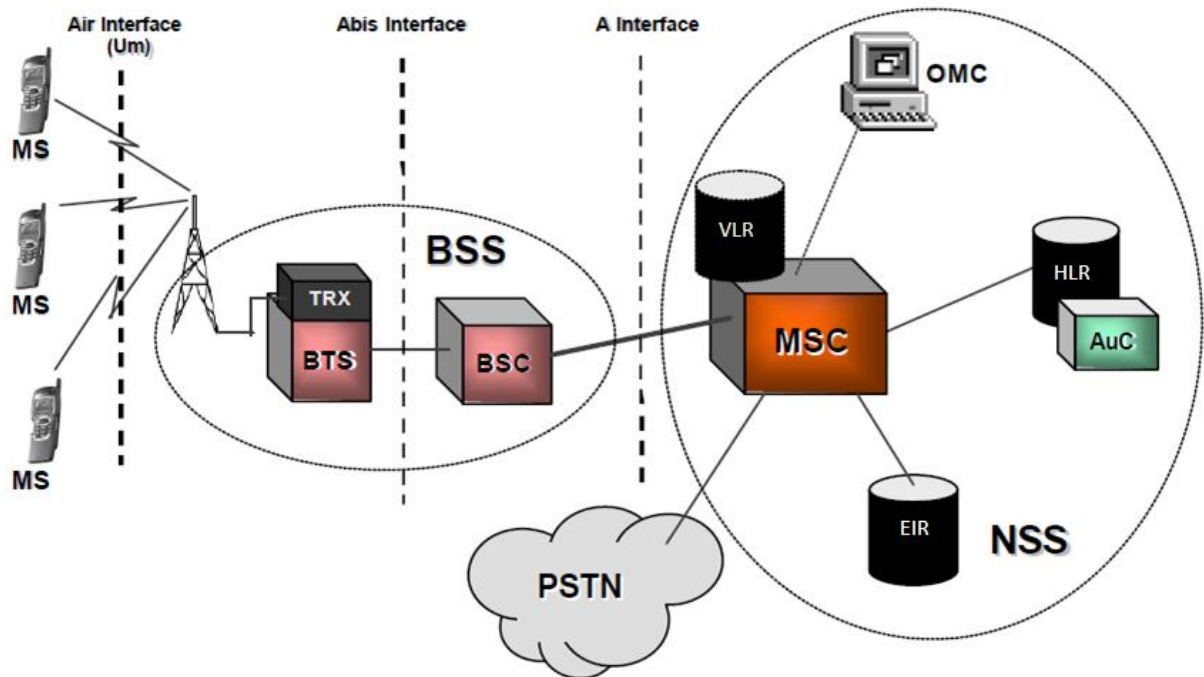 Air Interface
(Um)
Abis Interface
A Interface
OMC
MS
VLR
BSS
HLR
TRX
MS
MSC
AuC
BTS
BSC
MS
EIR
NSS
PSTN